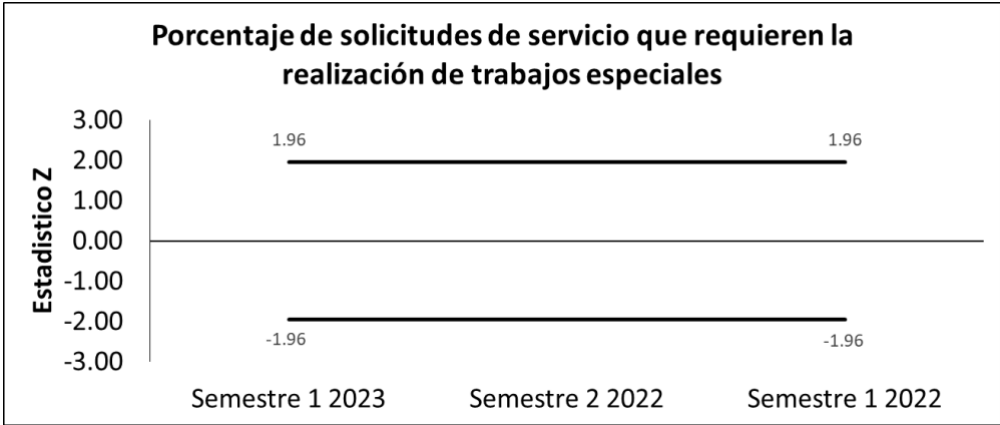 Porcentaje de solicitudes de servicio que requieren la
realización de trabajos especiales
Estadistico Z
3.00
2.00
1.00
0.00
-1.00
-2.00
-3.00
1.96
1.96
-1.96
-1.96
Semestre 1 2023
Semestre 2 2022
Semestre 1 2022